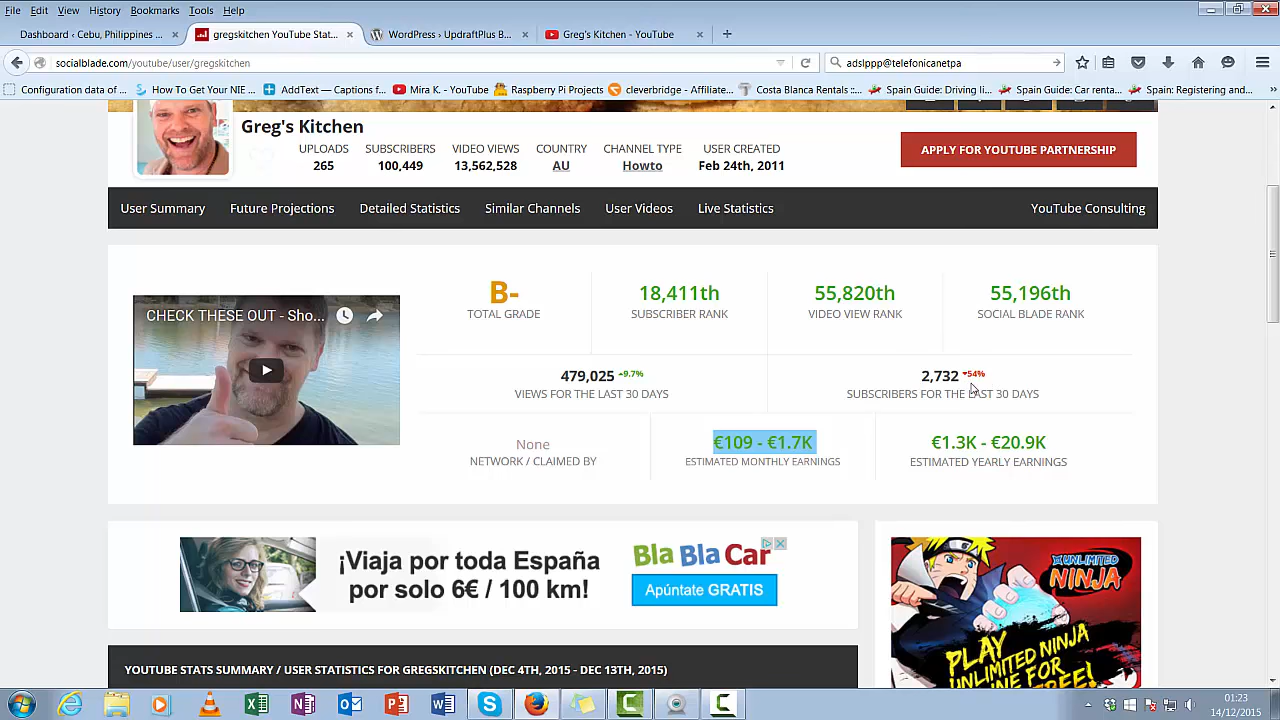 File Edit View History Bookmarks Tools Help
Dashboard ‹ Cebu, Philippines ... × gregskitchen YouTube Stat... × WordPress › UpdraftPlus B... × Greg's Kitchen - YouTube × +
socialblade.com/youtube/user/gregskitchen adslppp@telefonicanetpa
Configuration data of ... How To Get Your NIE ... AddText — Captions f... Mira K. - YouTube Raspberry Pi Projects cleverbridge - Affiliate... Costa Blanca Rentals ::... Spain Guide: Driving li... Spain Guide: Car outa... Spain: Registering and... »
Greg's Kitchen
UPLOADS SUBSCRIBERS VIDEO VIEWS COUNTRY CHANNEL TYPE USER CREATED
265 100,449 13,562,528 AU Howto Feb 24th, 2011
APPLY FOR YOUTUBE PARTNERSHIP
User Summary Future Projections Detailed Statistics Similar Channels User Videos Live Statistics YouTube Consulting
CHECK THESE OUT - Sho...
B- 18,411th 55,820th 55,196th
TOTAL GRADE SUBSCRIBER RANK VIDEO VIEW RANK SOCIAL BLADE RANK
479,025 9.7% 2,732 54%
VIEWS FOR THE LAST 30 DAYS SUBSCRIBERS FOR THE LAST 30 DAYS
None €109 - €1.7K €1.3K - €20.9K
NETWORK / CLAIMED BY ESTIMATED MONTHLY EARNINGS ESTIMATED YEARLY EARNINGS
¡Viaja por toda España
por solo 6€ / 100 km!
Bla Bla Car
Apúntate GRATIS
UNLIMITED
NINJA
PLAY
UNLIMITED NINJA
ONLINE FOR
FREE!
YOUTUBE STATS SUMMARY / USER STATISTICS FOR GREGSKITCHEN (DEC 4TH, 2015 - DEC 13TH, 2015)
01:23
14/12/2015